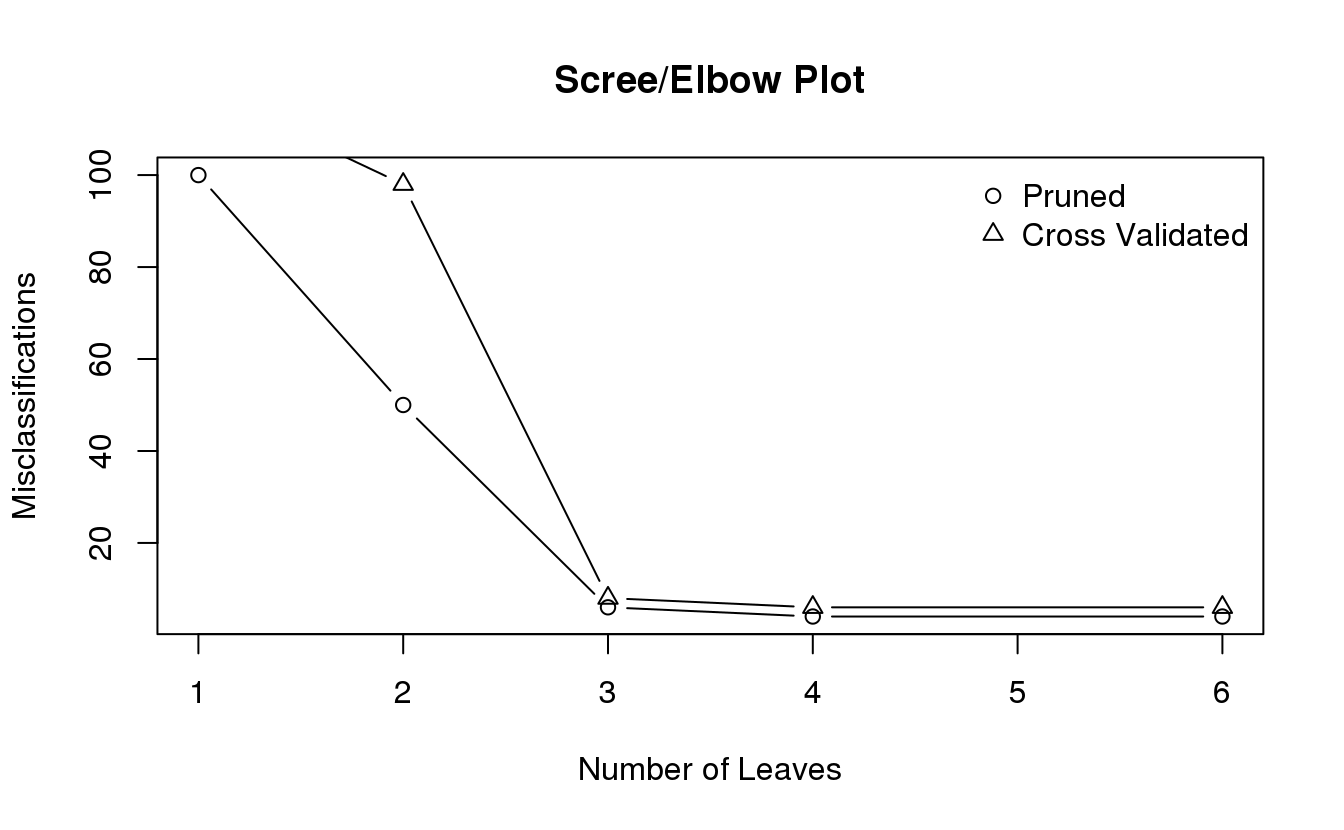 Scree/Elbow Plot
Pruned
Cross Validated
Misclassifications
100
80
60
40
20
1 2 3 4 5 6
Number of Leaves